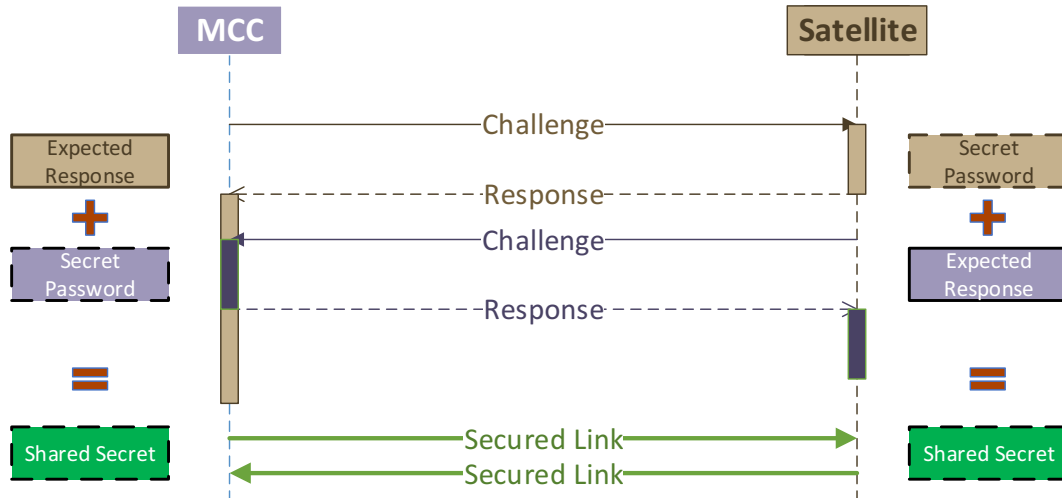 MCC
Satellite
Challenge
Expected
Response
Secret
Password
Response
Challenge
Secret
Password
Expected
Response
Response
Secured Link
Shared Secret
Shared Secret
Secured Link